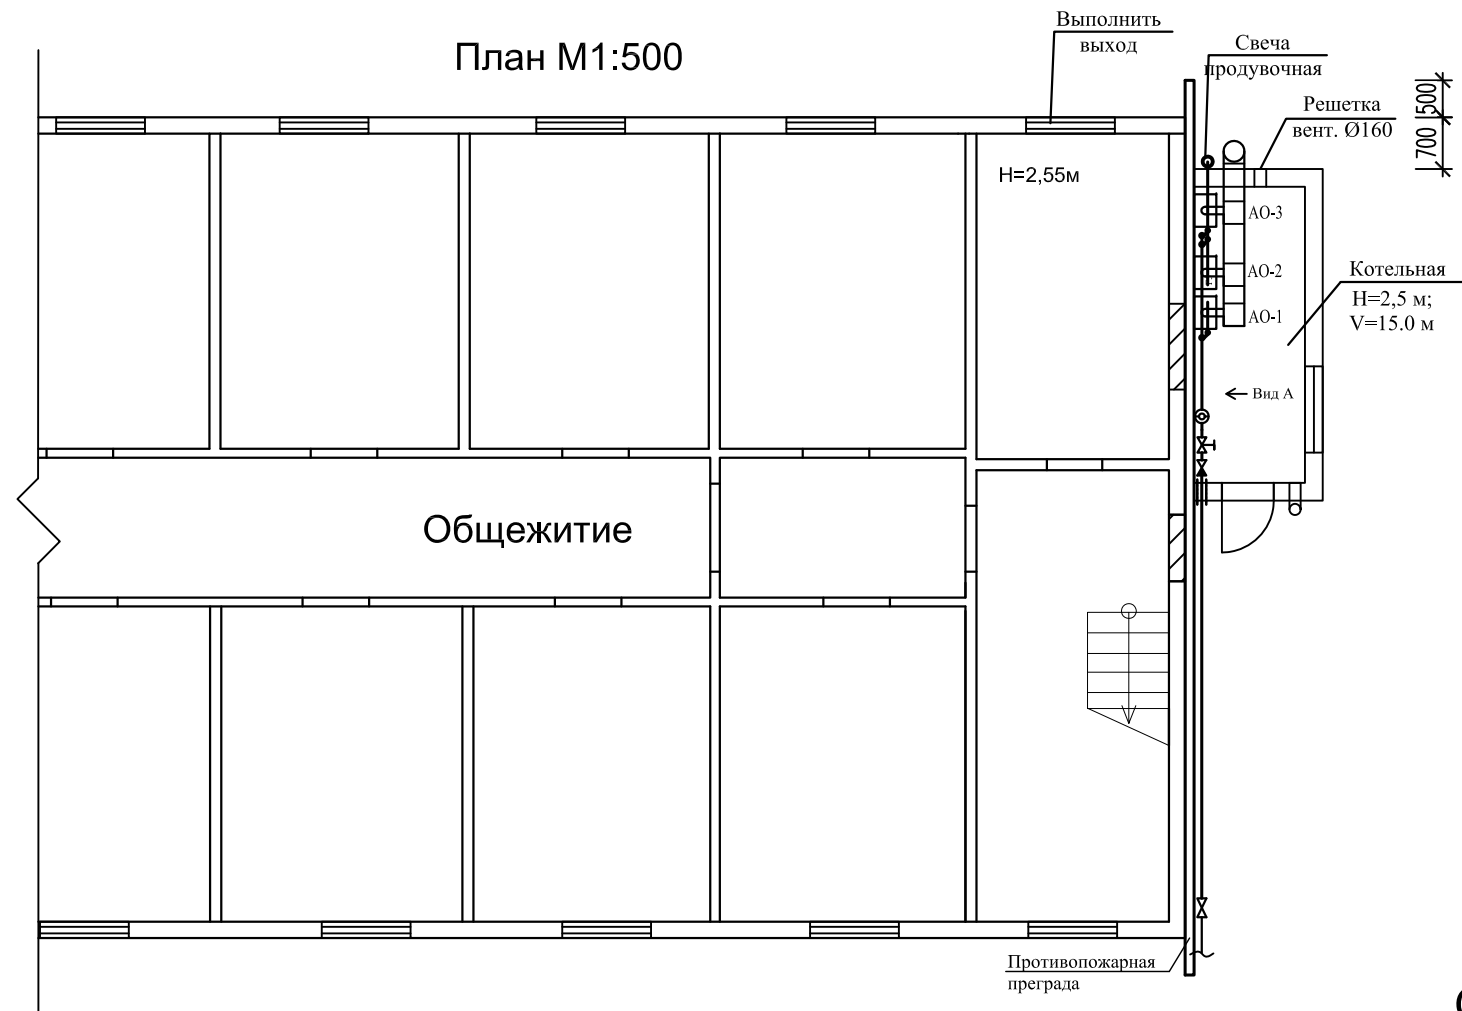 Выполнить
выход
План М1:500
Свеча
продувочная
Решетка
вент. Ø160
500
700
Н=2,55м
АО-3
АО-2
АО-1
Котельная
Н=2,5 м;
V=15.0 м
Вид А
Общежитие
Противопожарная
преграда